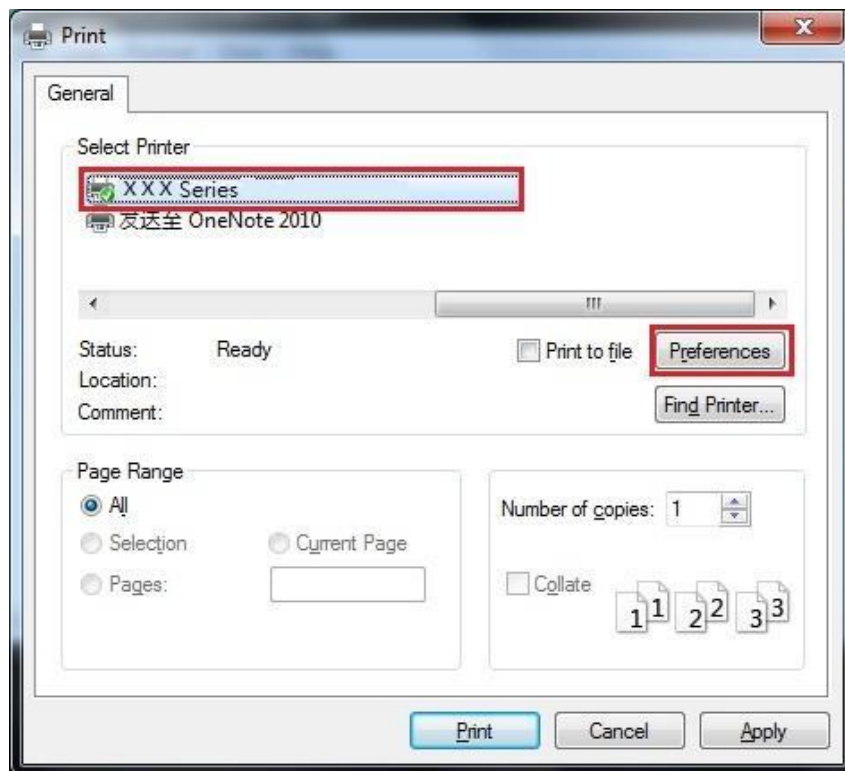 Print
X
General
Select Printer
X X X Series
发送至 OneNote 2010
Status: Ready
Print to file
Preferences
Location:
Comment:
Find Printer...
Page Range
All
Selection
Current Page
Pages:
Number of copies: 1
Collate
1 1 2 2 3 3
Print
Cancel
Apply